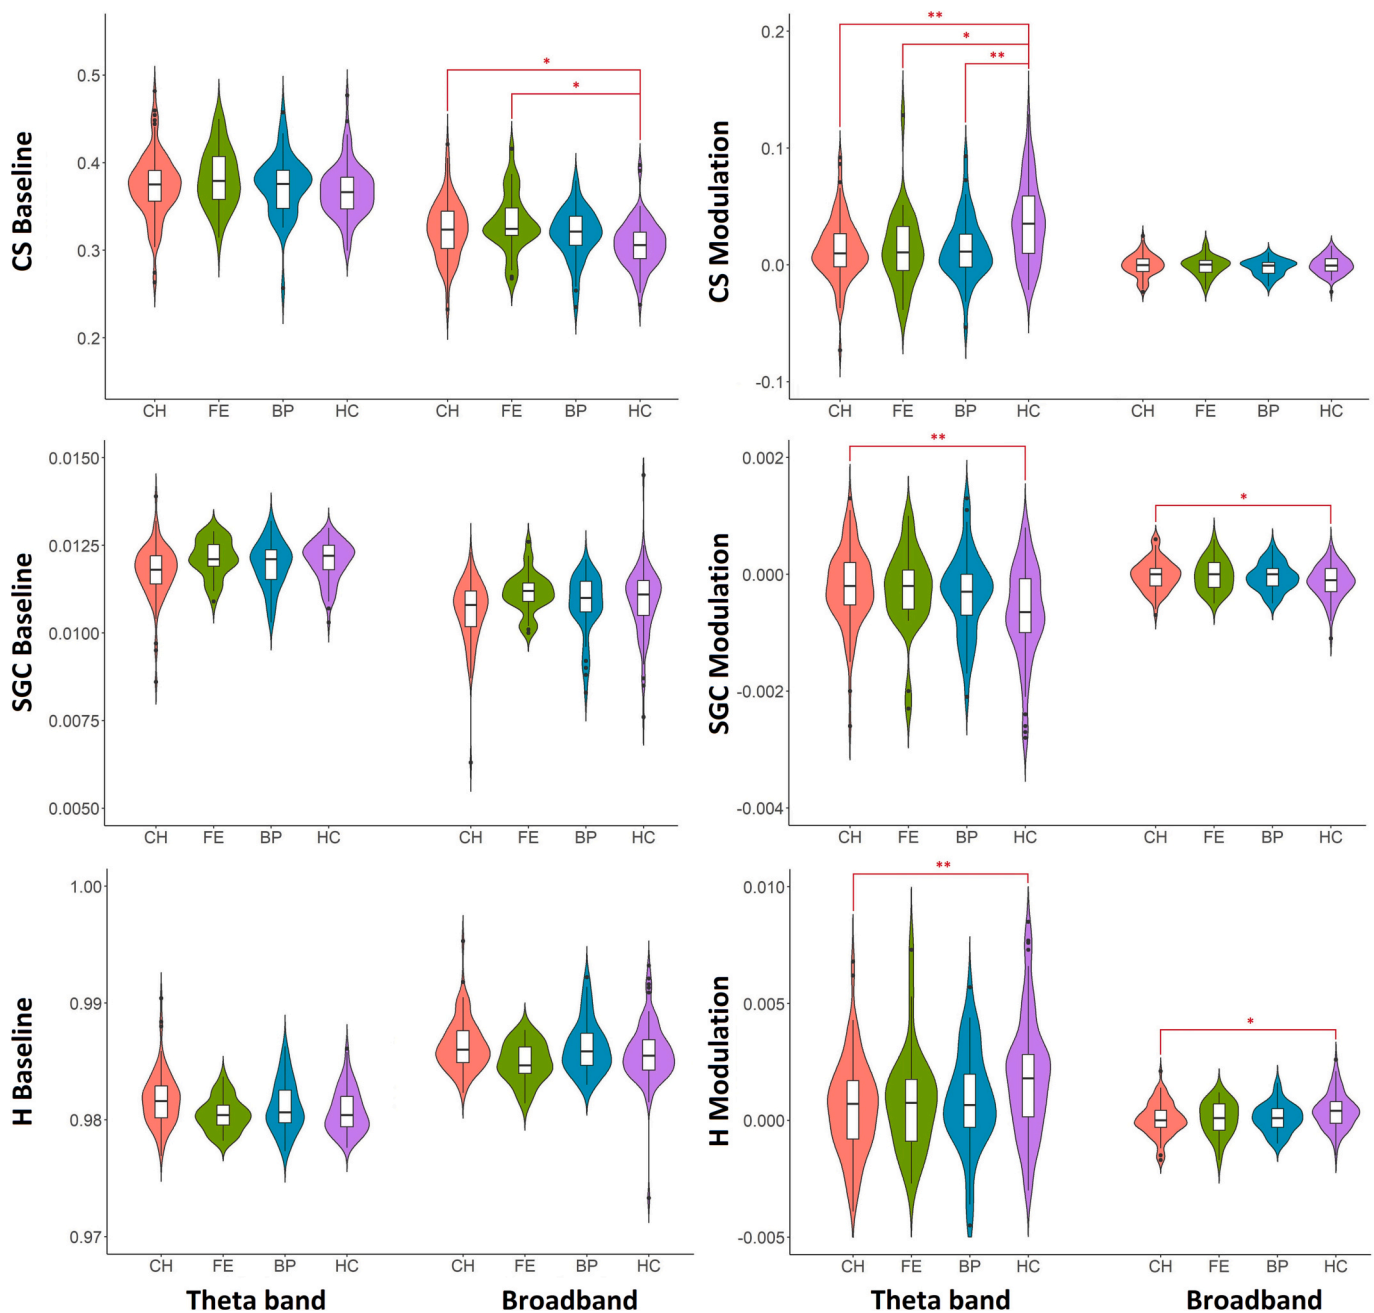 CS Baseline
0.5
0.4
0.3
0.2
* 
*
CH FE BP HC CH FE BP HC
CS Modulation
0.2
0.1
0.0
-0.1
**
*
**
CH FE BP HC CH FE BP HC
SGC Baseline
0.0150
0.0125
0.0100
0.0075
0.0050
CH FE BP HC CH FE BP HC
SGC Modulation
0.002
0.000
-0.002
-0.004
**
*
CH FE BP HC CH FE BP HC
H Baseline
1.00
0.99
0.98
0.97
CH FE BP HC CH FE BP HC
Theta band Broadband
H Modulation
0.010
0.005
0.000
-0.005
**
*
CH FE BP HC CH FE BP HC
Theta band Broadband